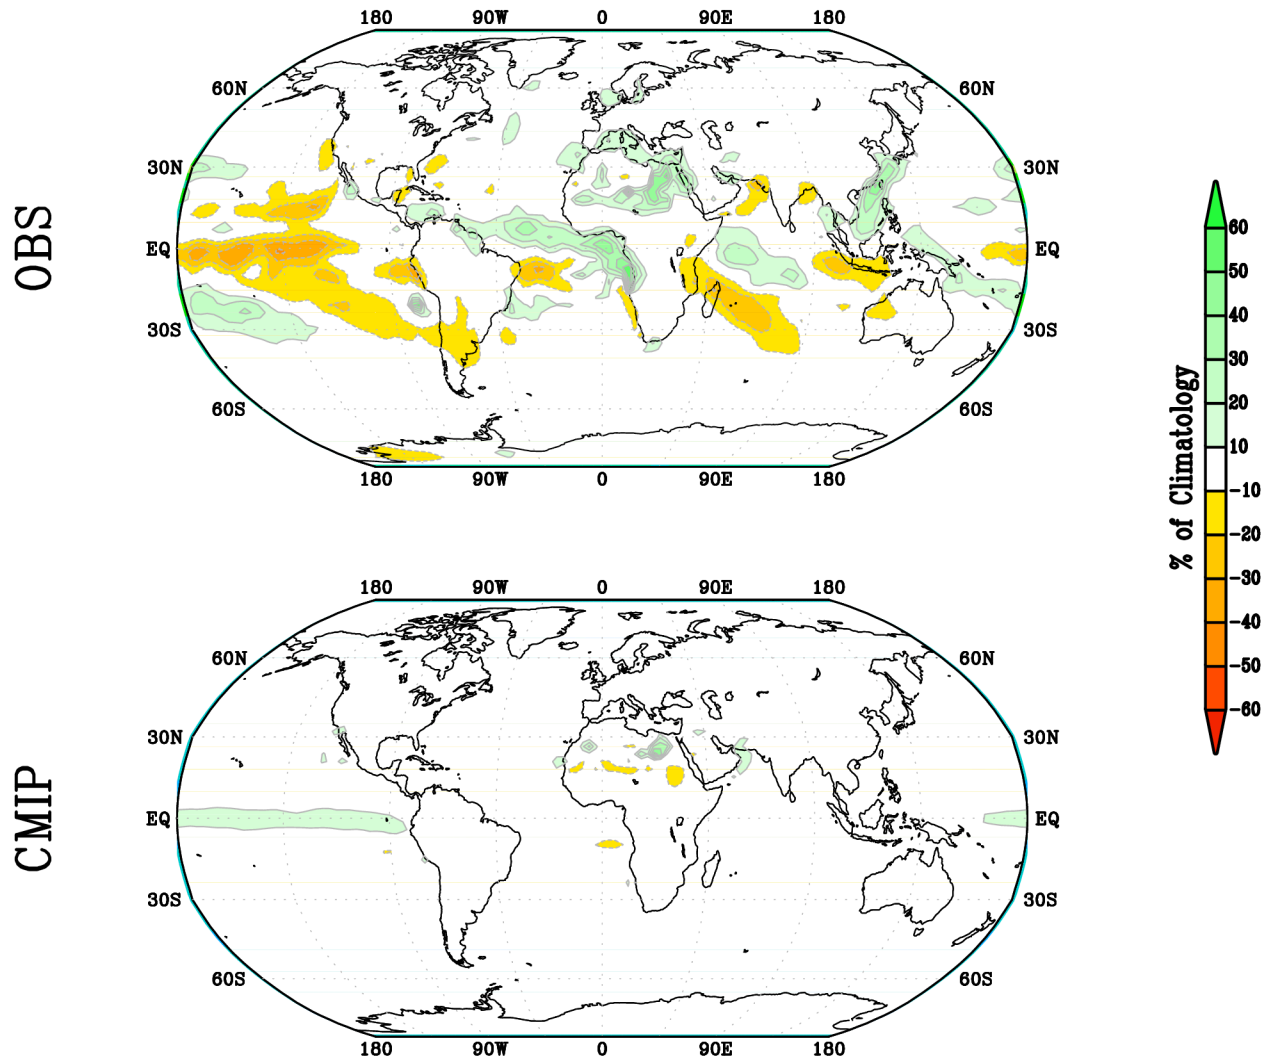 180 90W 0 90E 180
60N 60N
30N 30N
EQ EQ
30S 30S
60S 60S
180 90W 0 90E 180
OBS
180 90W 0 90E 180
60N 60N
30N 30N
EQ EQ
30S 30S
60S 60S
180 90W 0 90E 180
CMIP
% of Climatology
60
50
40
30
20
10
-10
-20
-30
-40
-50
-60